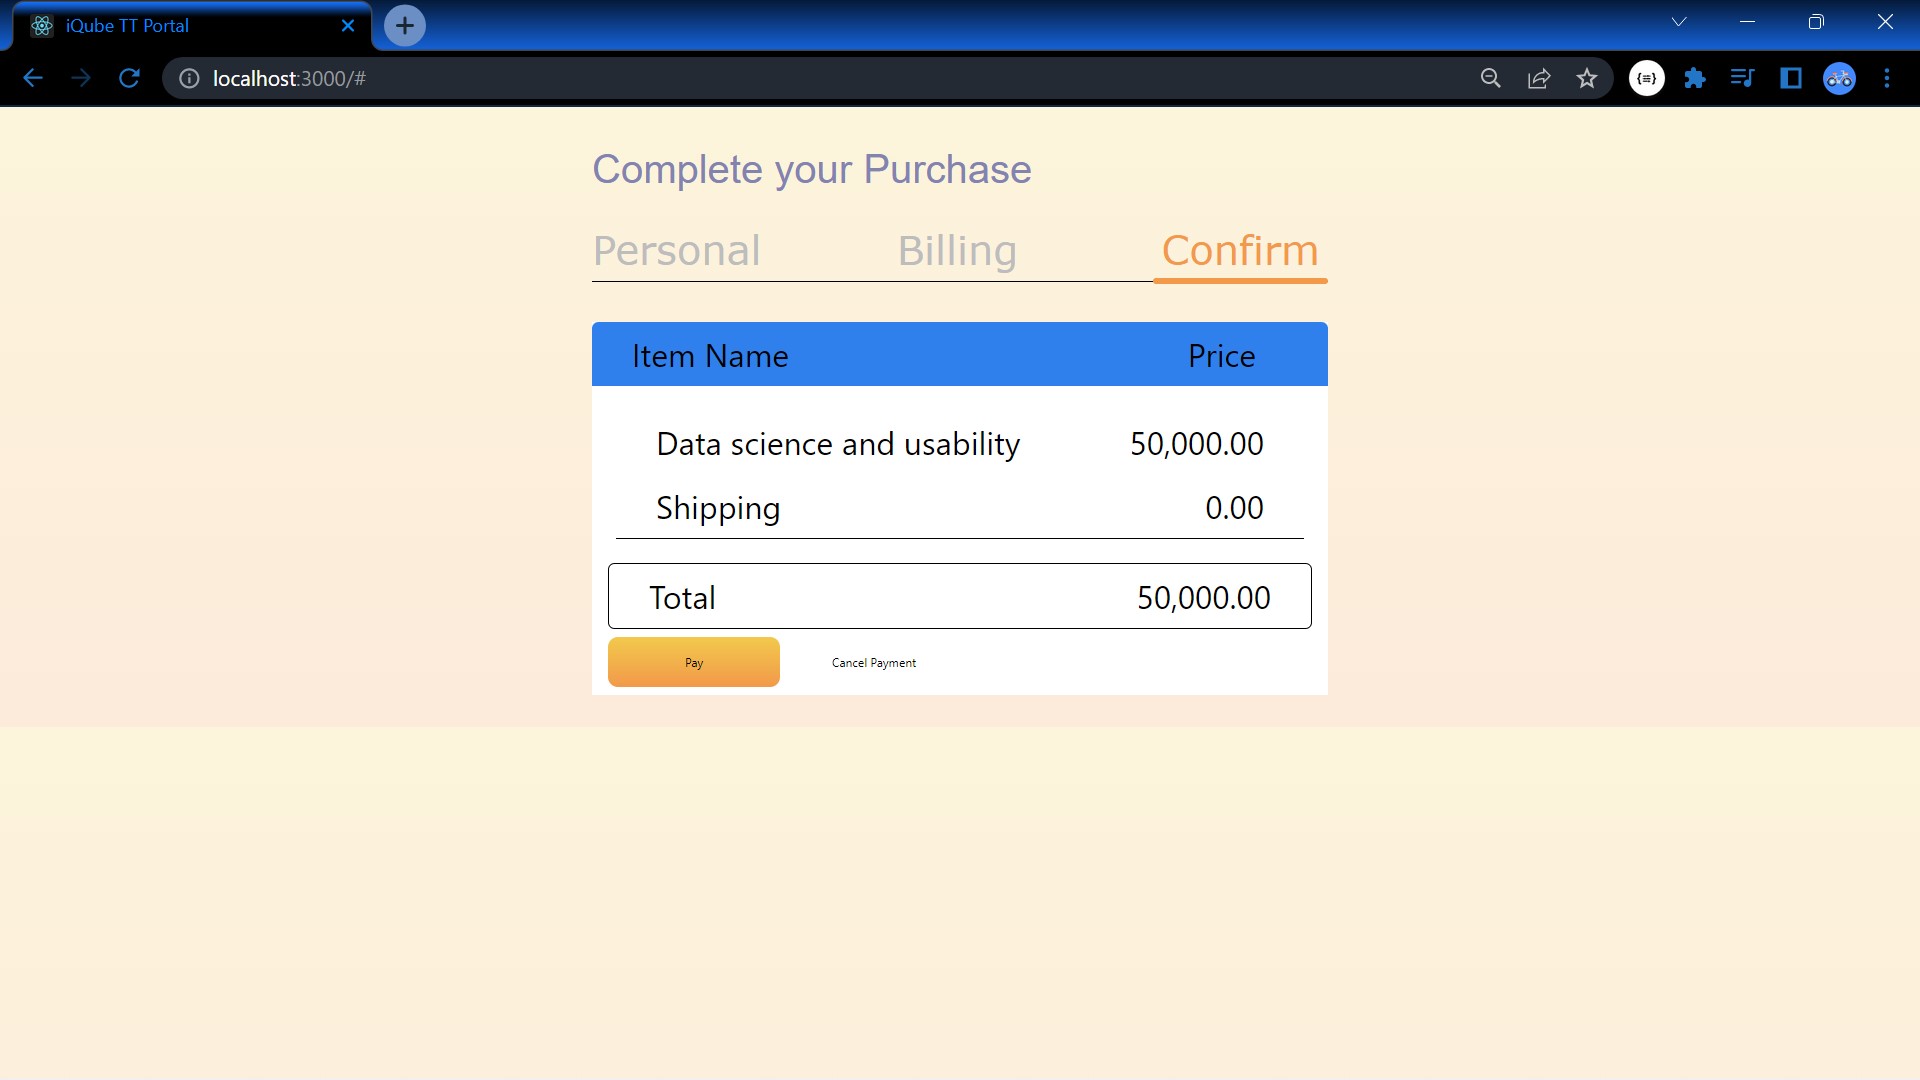 iQube TT Portal
localhost:3000/#
{≡}
Complete your Purchase
Personal Billing Confirm
Item Name Price
Data science and usability 50,000.00
Shipping 0.00
Total 50,000.00
Pay Cancel Payment